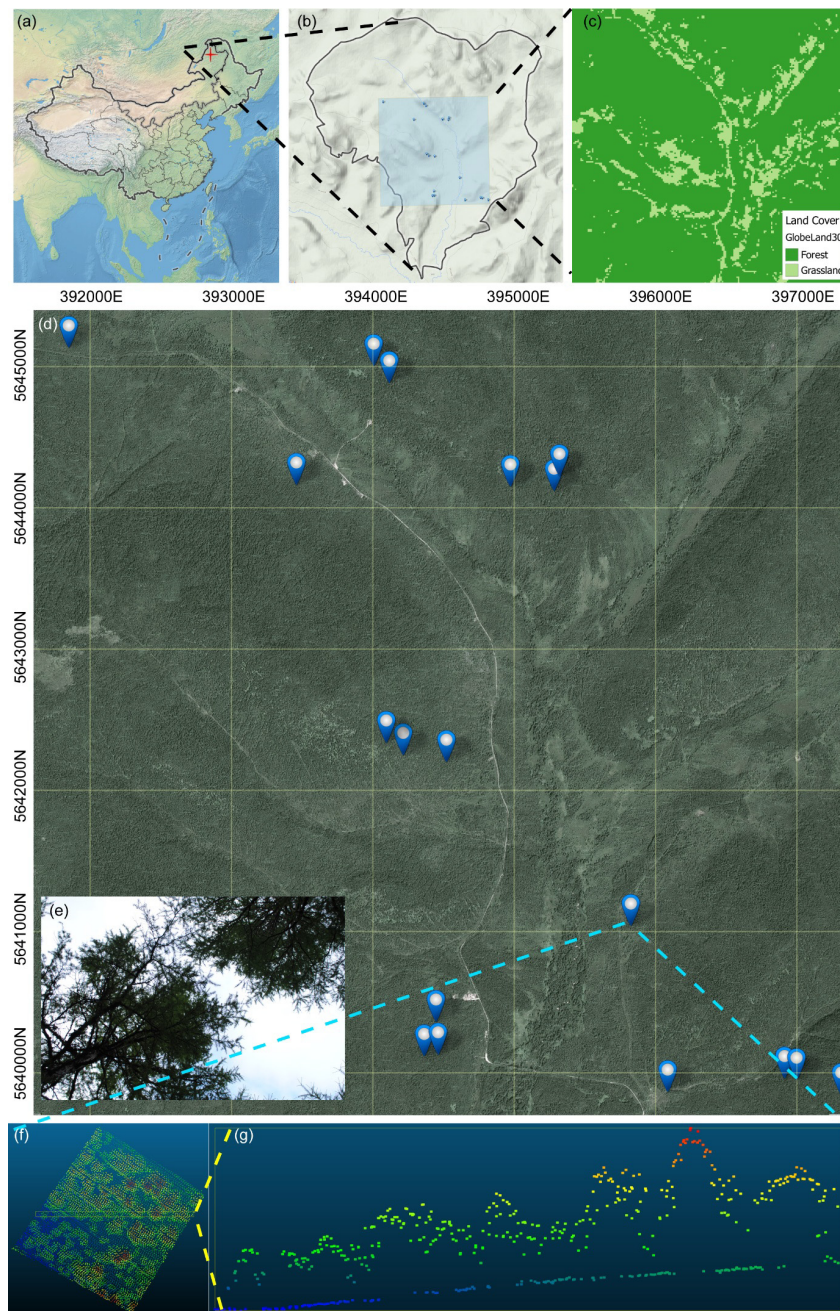 (a)
(b)
(c)
Land Cover
GlobeLand30
Forest
Grassland
392000E 393000E 394000E 395000E 396000E 397000E
(d)
5645000N
5644000N
5643000N
5642000N
5641000N
5640000N
(e)
(f)
(g)